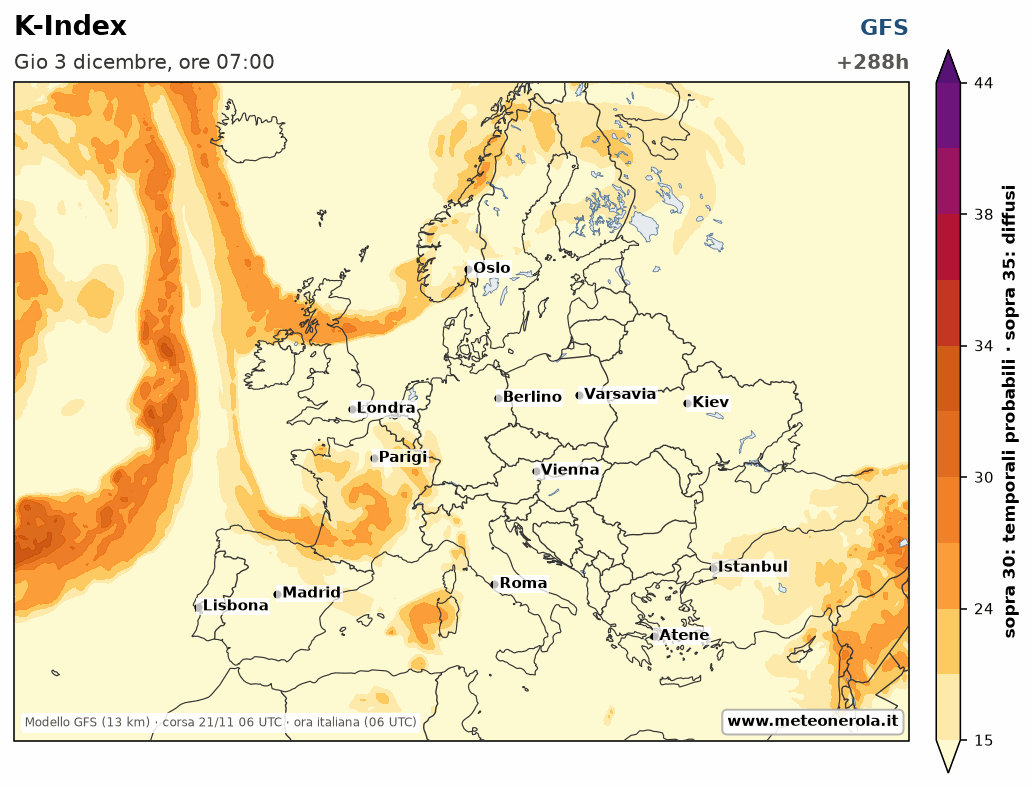 K-Index
GFS
Gio 3 dicembre, ore 07:00
+288h
44
38
34
30
24
15
sopra 30: temporali probabili · sopra 35: diffusi
Oslo
Berlino
Varsavia
Kiev
Londra
Parigi
Vienna
Istanbul
Roma
Madrid
Lisbona
Atene
Modello GFS (13 km) · corsa 21/11 06 UTC · ora italiana (06 UTC)
www.meteonerola.it